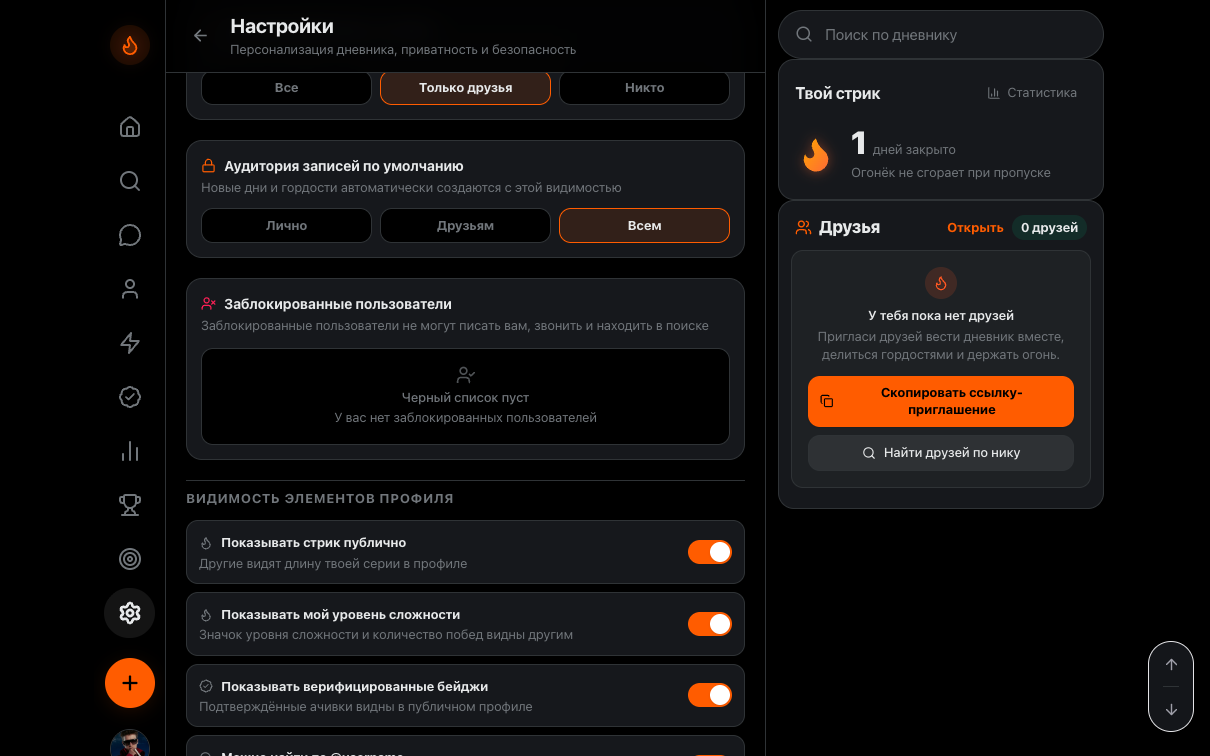 Настройки
Персонализация дневника, приватность и безопасность
Все
Только друзья
Никто
Аудитория записей по умолчанию
Новые дни и гордости автоматически создаются с этой видимостью
Лично
Друзьям
Всем
Заблокированные пользователи
Заблокированные пользователи не могут писать вам, звонить и находить в поиске
Черный список пуст
У вас нет заблокированных пользователей
ВИДИМОСТЬ ЭЛЕМЕНТОВ ПРОФИЛЯ
Показывать стрик публично
Другие видят длину твоей серии в профиле
Показывать мой уровень сложности
Значок уровня сложности и количество побед видны другим
Показывать верифицированные бейджи
Подтверждённые ачивки видны в публичном профиле
Можно найти по @username
Поиск по дневнику
Твой стрик
Статистика
1 дней закрыто
Огонёк не сгорает при пропуске
Друзья
Открыть
0 друзей
У тебя пока нет друзей
Пригласи друзей вести дневник вместе,
делиться гордостями и держать огонь.
Скопировать ссылку-
приглашение
Найти друзей по нику